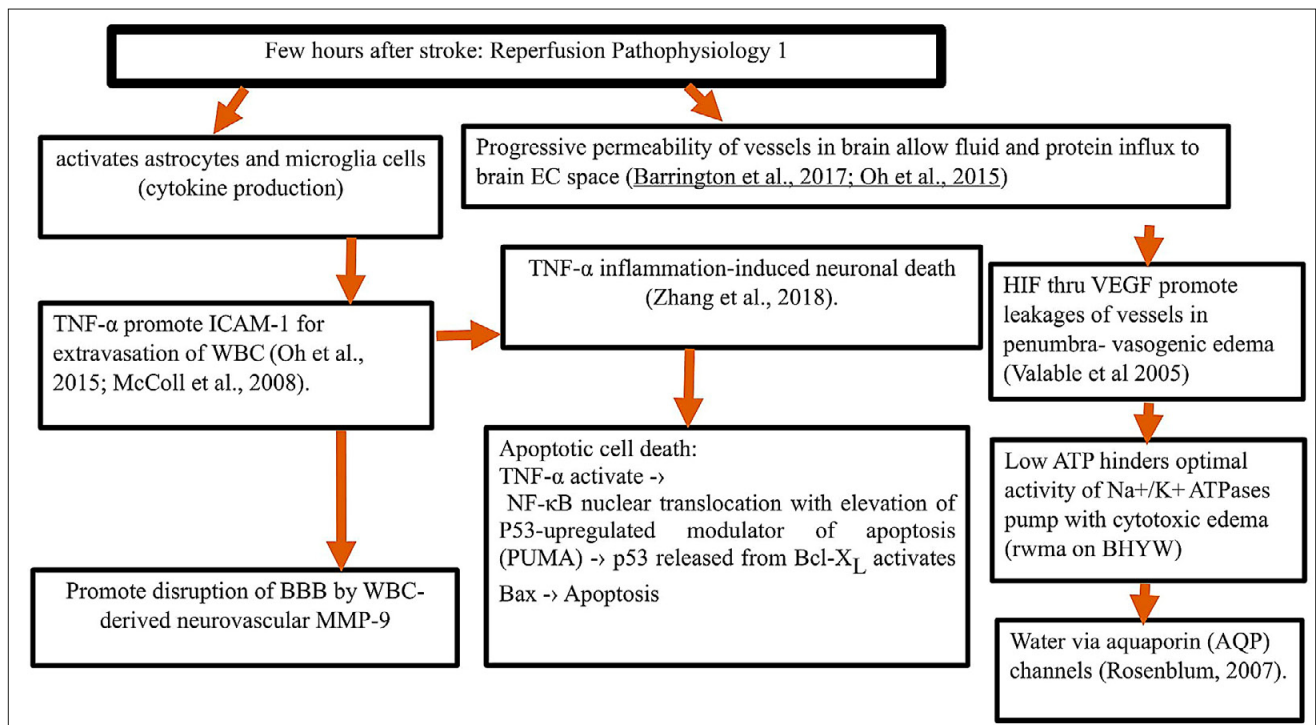 Few hours after stroke: Reperfusion Pathophysiology 1
activates astrocytes and microglia cells
(cytokine production)
Progressive permeability of vessels in brain allow fluid and protein influx to
brain EC space (Barrington et al., 2017; Oh et al., 2015)
TNF-α promote ICAM-1 for
extravasation of WBC (Oh et al.,
2015; McColl et al., 2008).
TNF-α inflammation-induced neuronal death
(Zhang et al., 2018).
HIF thru VEGF promote
leakages of vessels in
penumbra- vasogenic edema
(Valable et al 2005)
Apoptotic cell death:
TNF-α activate -›
NF-κB nuclear translocation with elevation of
P53-upregulated modulator of apoptosis
(PUMA) -› p53 released from Bcl-XL activates
Bax -› Apoptosis
Low ATP hinders optimal
activity of Na+/K+ ATPases
pump with cytotoxic edema
(rwma on BHYW)
Promote disruption of BBB by WBC-
derived neurovascular MMP-9
Water via aquaporin (AQP)
channels (Rosenblum, 2007).